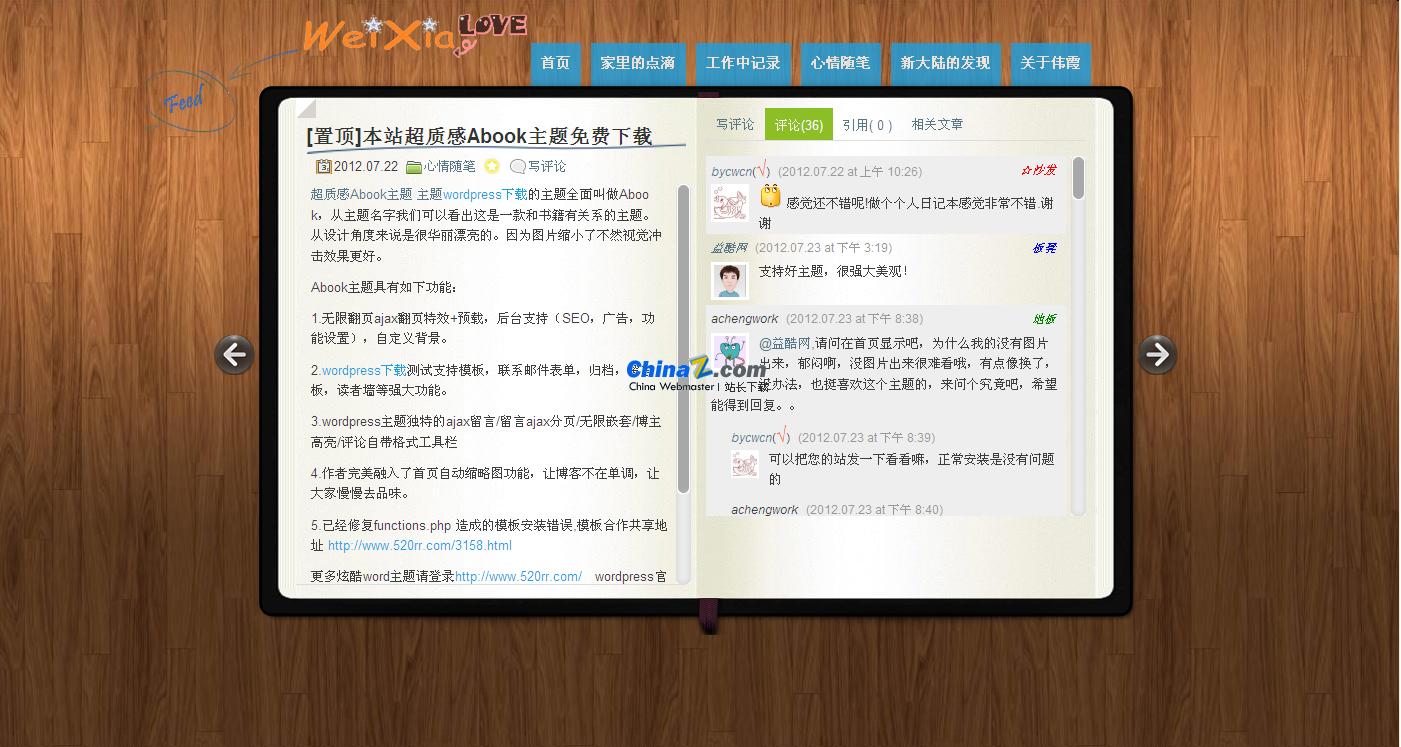 WeiXia LOVE
Feed
首页 家里的点滴 工作中记录 心情随笔 新大陆的发现 关于伟霞
[置顶]本站超质感Abook主题免费下载
2012.07.22 心情随笔 写评论
超质感Abook主题 主题wordpress下载的主题全面叫做Aboo
k，从主题名字我们可以看出这是一款和书籍有关系的主题。
从设计角度来说是很华丽漂亮的。因为图片缩小了不然视觉冲
击效果更好。
Abook主题具有如下功能：
1.无限翻页ajax翻页特效+预载，后台支持（SEO，广告，功
能设置），自定义背景。
2.wordpress下载测试支持模板，联系邮件表单，归档，
板，读者墙等强大功能。
3.wordpress主题独特的ajax留言/留言ajax分页/无限嵌套/博主
高亮/评论自带格式工具栏
4.作者完美融入了首页自动缩略图功能，让博客不在单调，让
大家慢慢去品味。
5.已经修复functions.php 造成的模板安装错误,模板合作共享地
址 http://www.520rr.com/3158.html
更多炫酷word主题请登录http://www.520rr.com/ wordpress官
写评论 评论(36) 引用( 0 ) 相关文章
bycwcn(√) (2012.07.22 at 上午 10:26) ☆沙发
感觉还不错呢!做个个人日记本感觉非常不错.谢
谢
益酷网 (2012.07.23 at 下午 3:19) 板凳
支持好主题，很强大美观！
achengwork (2012.07.23 at 下午 8:38) 地板
@益酷网,请问在首页显示吧，为什么我的没有图片
出来，郁闷啊，没图片出来很难看哦，有点像换了，
没办法，也挺喜欢这个主题的，来问个究竟吧，希望
能得到回复。。
bycwcn(√) (2012.07.23 at 下午 8:39)
可以把您的站发一下看看嘛，正常安装是没有问题
的
achengwork (2012.07.23 at 下午 8:40)
ChinaZ.com
China Webmaster | 站长下载